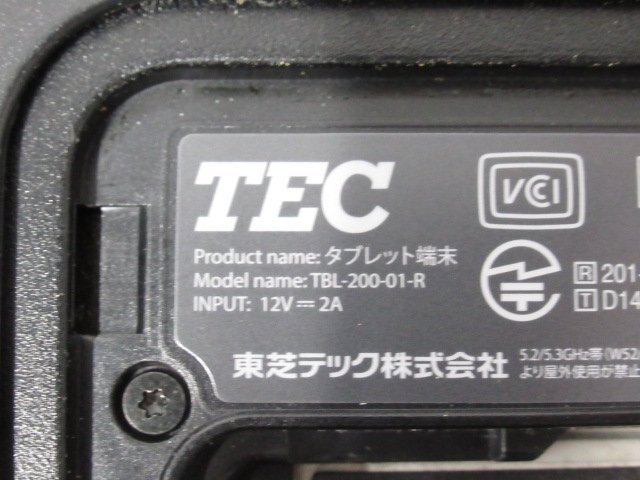 TEC
VCI
Product name: タブレット端末
Model name: TBL-200-01-R
INPUT: 12V⎓2A
R 201-
T D14
東芝テック株式会社
5.2/5.3GHz帯(W52/
より屋外使用が禁止